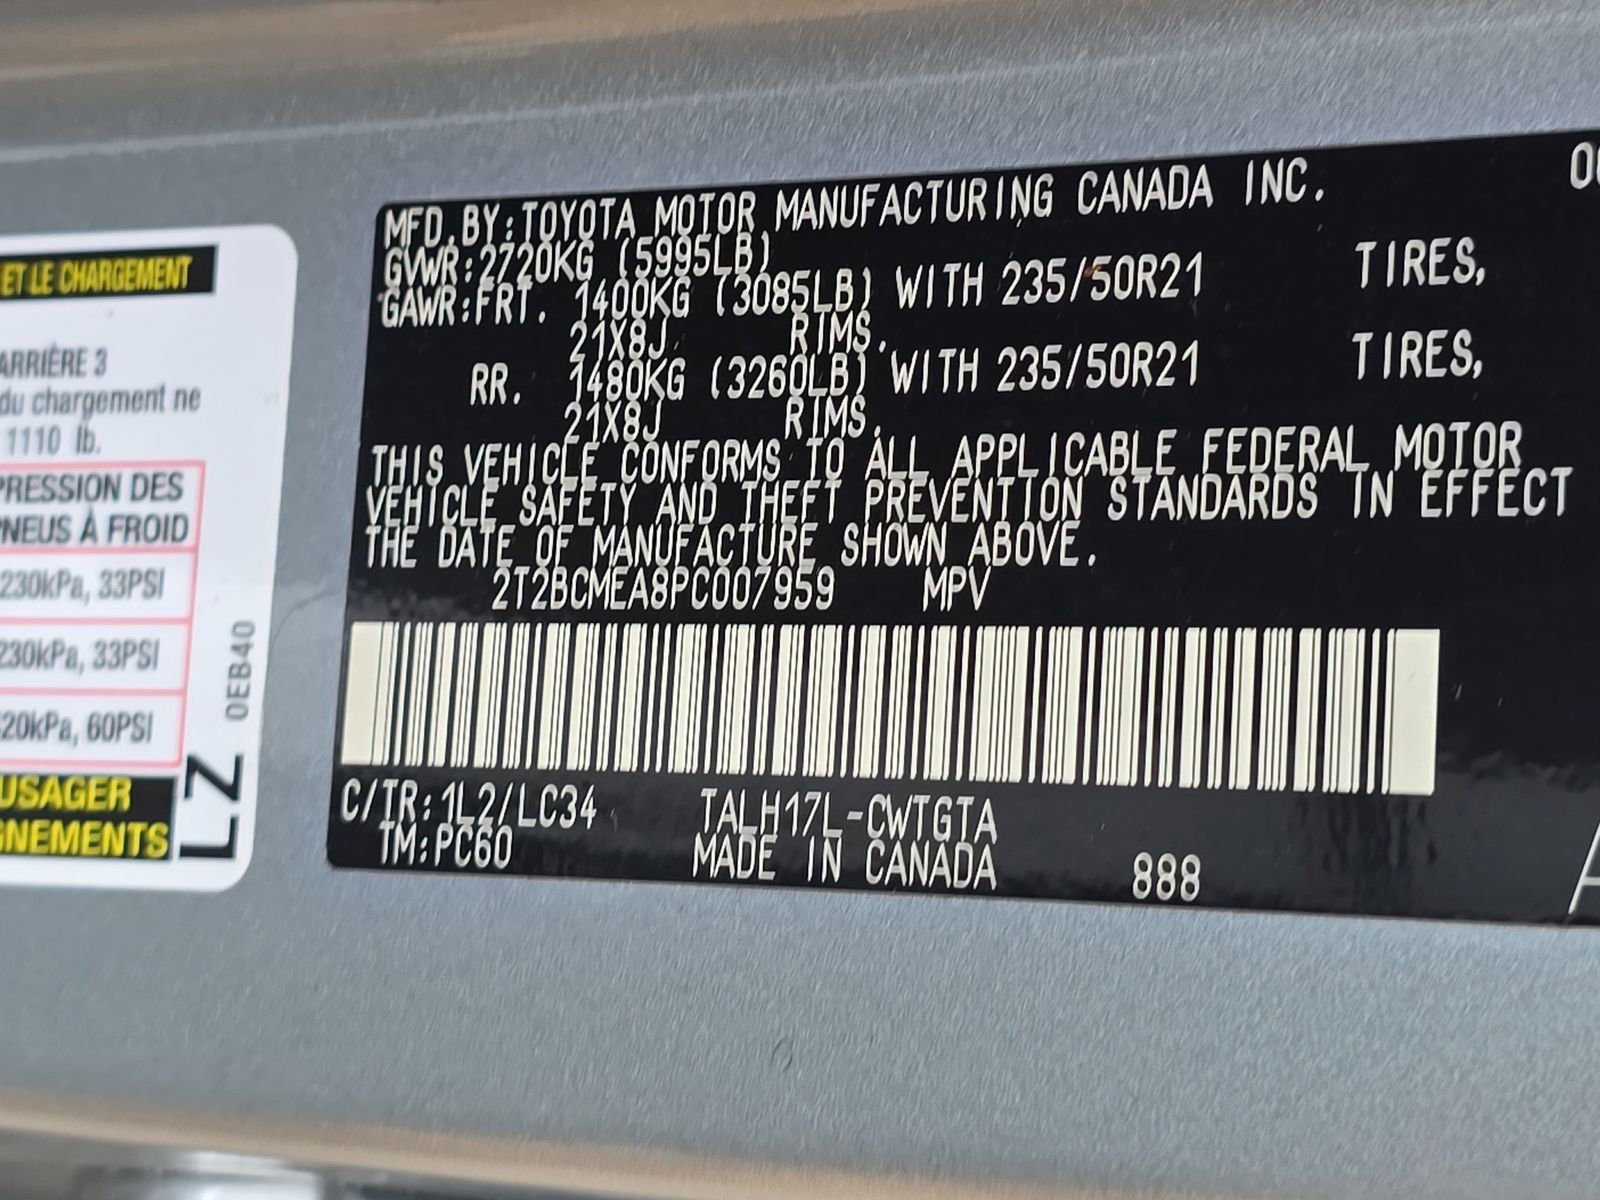 ET LE CHARGEMENT
ARRIÈRE 3
du chargement ne
1110 lb.
PRESSION DES
PNEUS À FROID
230kPa, 33PSI
230kPa, 33PSI
20kPa, 60PSI
USAGER
GNEMENTS
LZ
0EB40
MFD.BY:TOYOTA MOTOR MANUFACTURING CANADA INC.
GVWR:2720KG (5995LB)
GAWR:FRT. 1400KG (3085LB) WITH 235/50R21 TIRES,
21X8J RIMS.
RR. 1480KG (3260LB) WITH 235/50R21 TIRES,
21X8J RIMS.
THIS VEHICLE CONFORMS TO ALL APPLICABLE FEDERAL MOTOR
VEHICLE SAFETY AND THEFT PREVENTION STANDARDS IN EFFECT
THE DATE OF MANUFACTURE SHOWN ABOVE.
2T2BCMEA8PC007959 MPV
C/TR:1L2/LC34 TALH17L-CWTGTA
TM:PC60 MADE IN CANADA 888